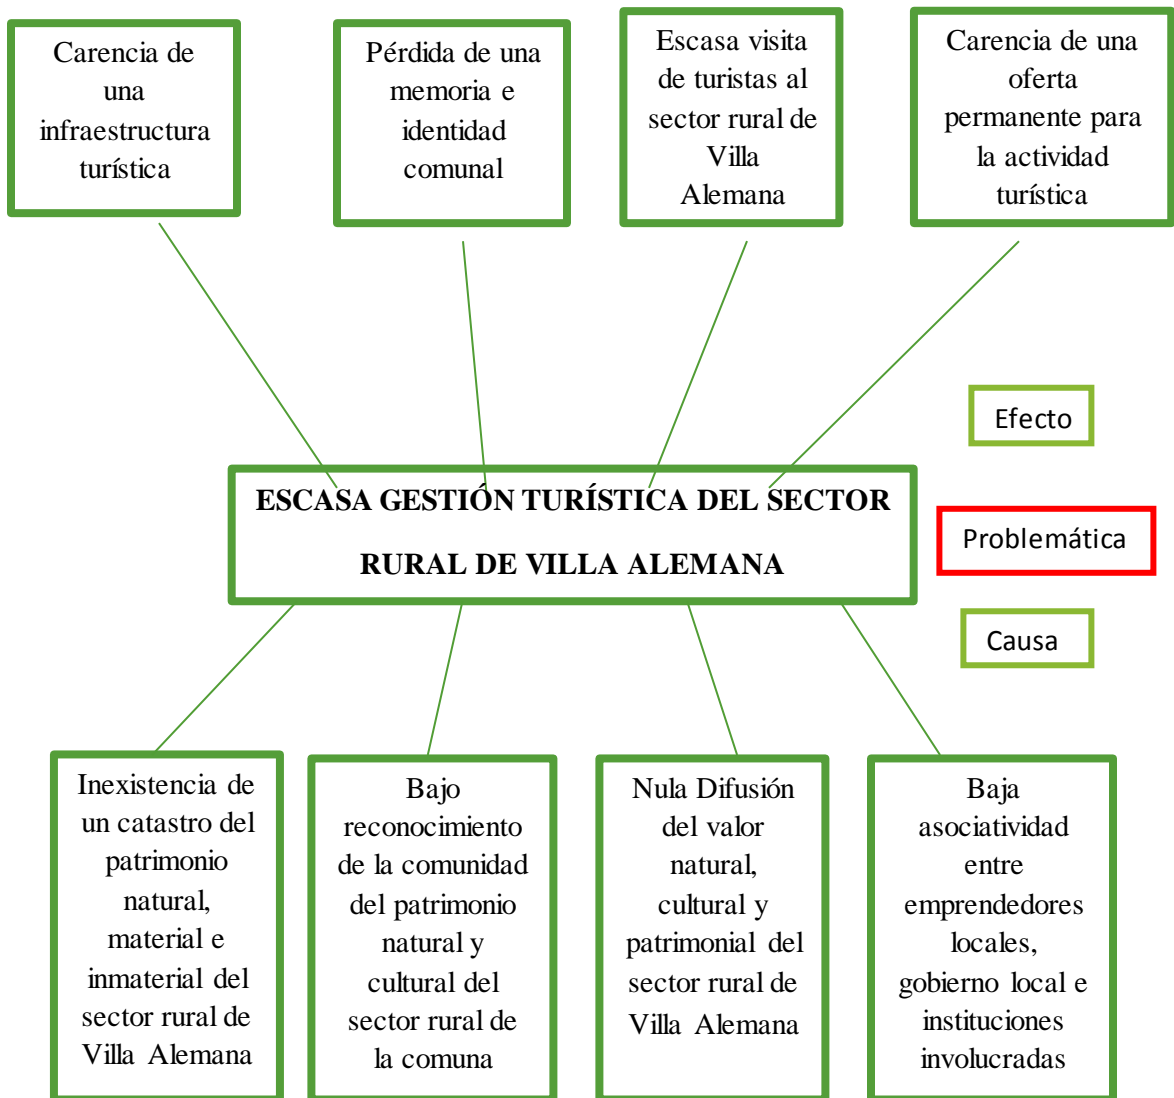 Carencia de
una
infraestructura
turística
Pérdida de una
memoria e
identidad
comunal
Escasa visita
de turistas al
sector rural de
Villa
Alemana
Carencia de una
oferta
permanente para
la actividad
turística
Efecto
ESCASA GESTIÓN TURÍSTICA DEL SECTOR
RURAL DE VILLA ALEMANA
Problemática
Causa
Inexistencia de
un catastro del
patrimonio
natural,
material e
inmaterial del
sector rural de
Villa Alemana
Bajo
reconocimiento
de la comunidad
del patrimonio
natural y
cultural del
sector rural de
la comuna
Nula Difusión
del valor
natural,
cultural y
patrimonial del
sector rural de
Villa Alemana
Baja
asociatividad
entre
emprendedores
locales,
gobierno local e
instituciones
involucradas